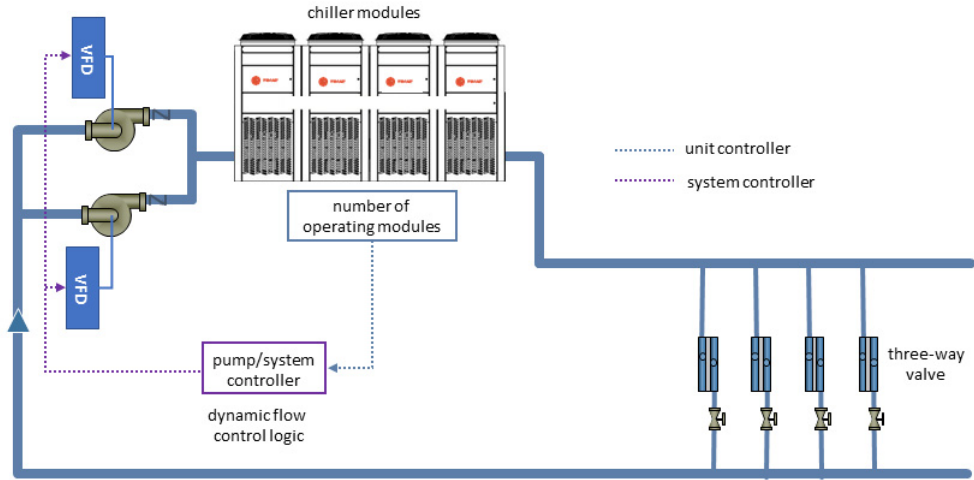 chiller modules
VFD
unit controller
system controller
number of
operating modules
VFD
pump/system
controller
three-way
valve
dynamic flow
control logic